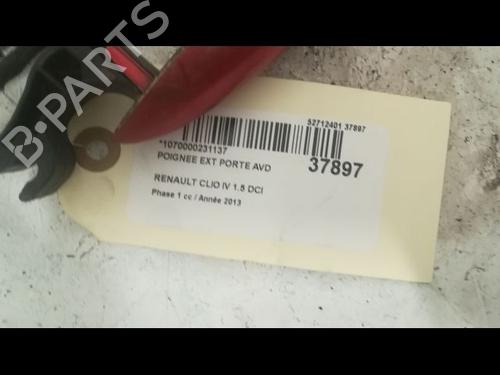 B-PARTS
52712401 37897
*1070000231137
POIGNEE EXT PORTE AVD
37897
RENAULT CLIO IV 1.5 DCI
Phase 1 cc / Année 2013